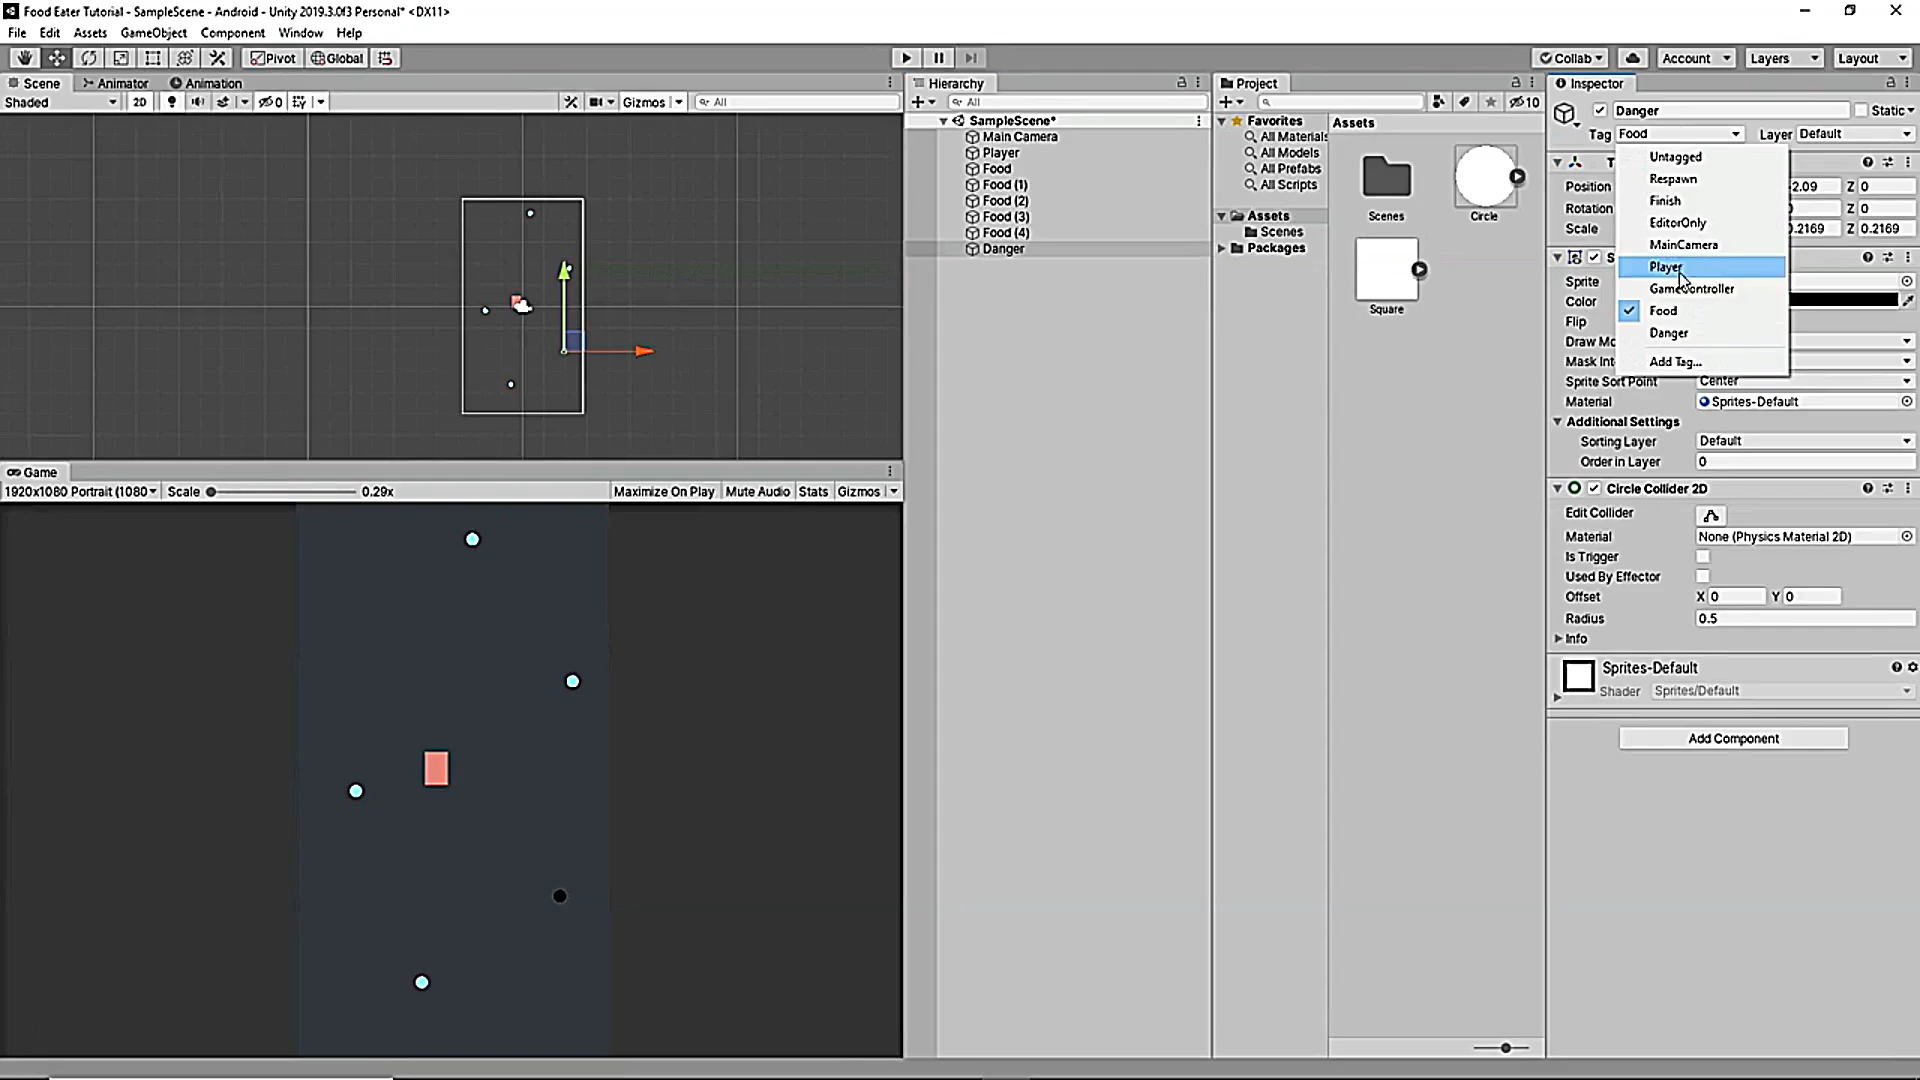 Food Eater Tutorial - SampleScene - Android - Unity 2019.3.0f3 Personal* <DX11>
File Edit Assets GameObject Component Window Help
Pivot Global Collab Account Layers Layout
Scene Animator Animation
Shaded 2D 0 Gizmos All
Game
1920x1080 Portrait (1080 Scale 0.29x Maximize On Play Mute Audio Stats Gizmos
Hierarchy
All
SampleScene*
Main Camera
Player
Food
Food (1)
Food (2)
Food (3)
Food (4)
Danger
Project
10
Favorites
All Materials
All Models
All Prefabs
All Scripts
Assets
Scenes
Packages
Assets
Scenes
Circle
Square
Inspector
Danger Static
Tag Food Layer Default
Untagged
Respawn
Finish
EditorOnly
MainCamera
Player
GameController
Food
Danger
Add Tag...
T
Position 2.09 Z 0
Rotation 0 Z 0
Scale 0.2169 Z 0.2169
S
Sprite
Color
Flip
Draw Mo
Mask Int
Sprite Sort Point Center
Material Sprites-Default
Additional Settings
Sorting Layer Default
Order in Layer 0
Circle Collider 2D
Edit Collider
Material None (Physics Material 2D)
Is Trigger
Used By Effector
Offset X 0 Y 0
Radius 0.5
Info
Sprites-Default
Shader Sprites/Default
Add Component